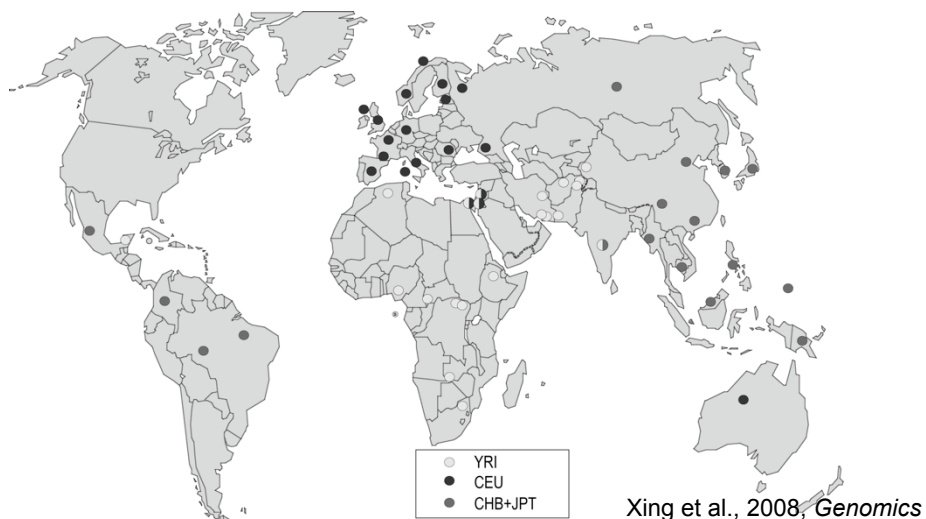 YRI
CEU
CHB+JPT
Xing et al., 2008, Genomics